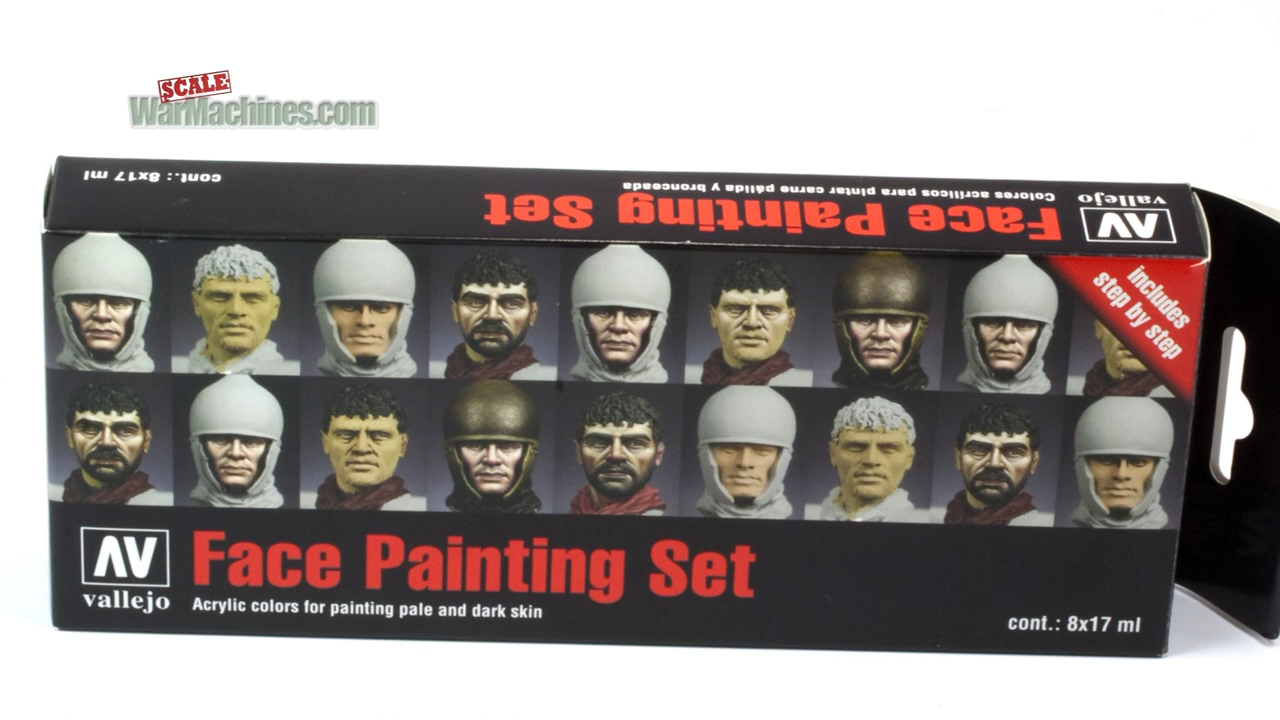 SCALE
WarMachines.com
cont.: 8x17 ml
Colores acrílicos para pintar carne pálida y bronceada
Face Painting Set
AV
vallejo
includes
step by step
AV
vallejo
Face Painting Set
Acrylic colors for painting pale and dark skin
cont.: 8x17 ml